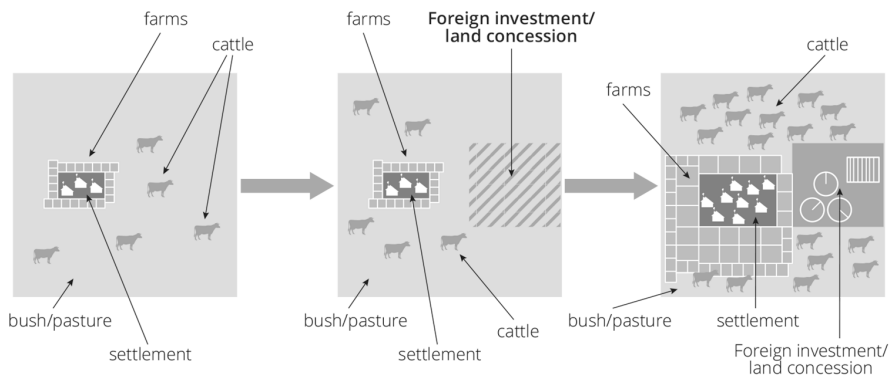 farms
cattle
bush/pasture
settlement
farms
Foreign investment/
land concession
bush/pasture
settlement
cattle
farms
cattle
bush/pasture
settlement
Foreign investment/
land concession